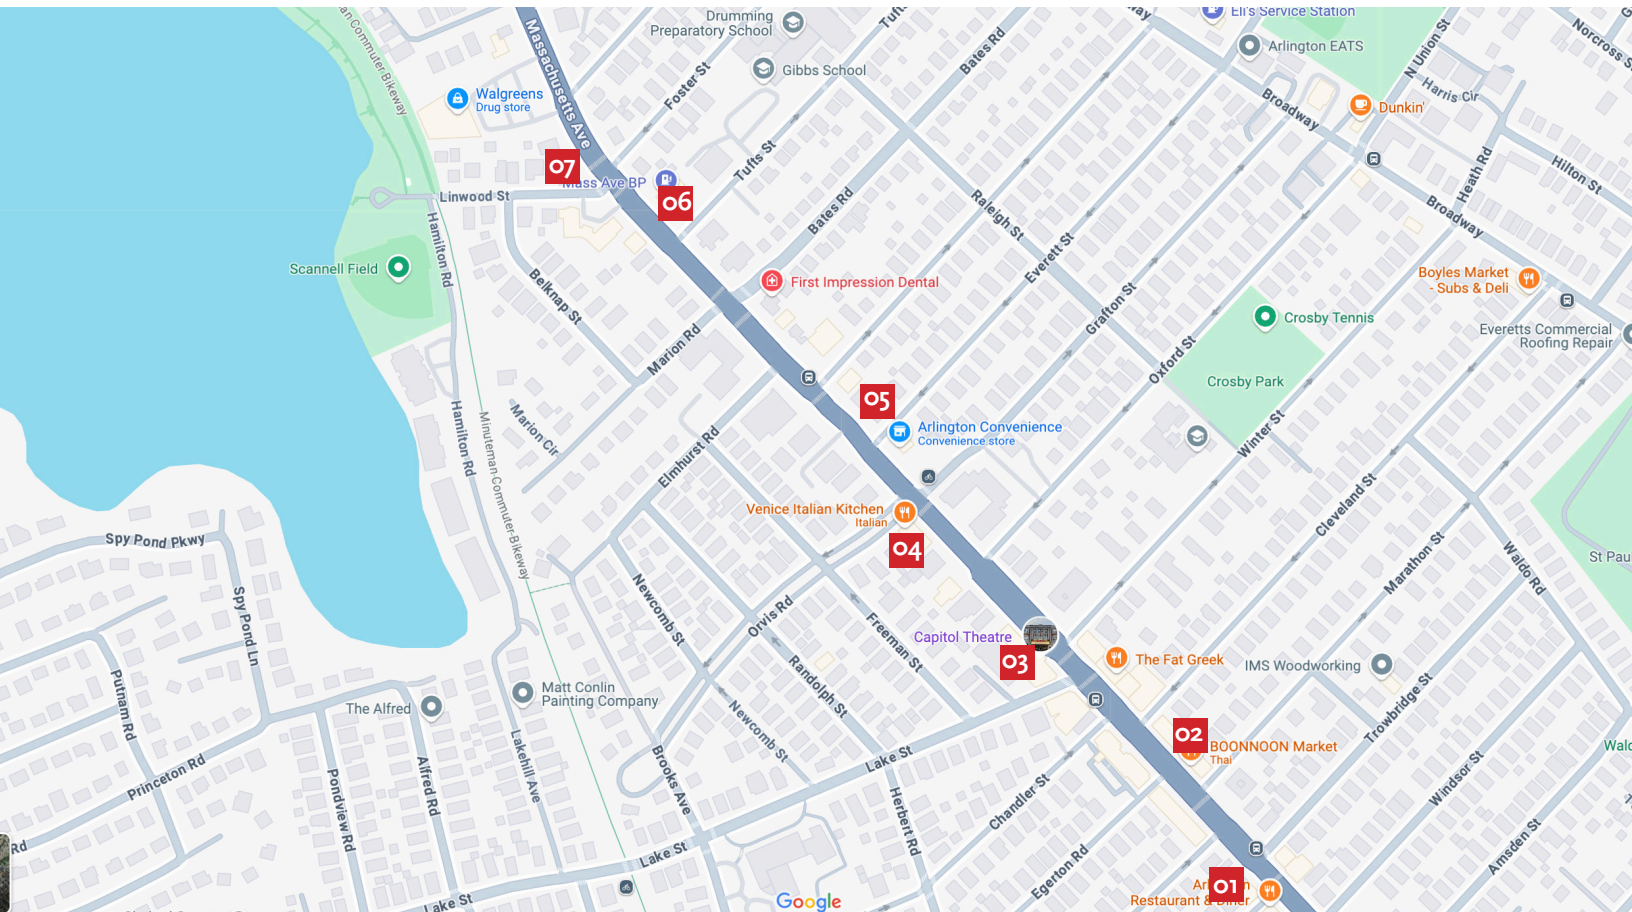 Drumming
Preparatory School
Tuft
Eli's Service Station
Arlington EATS
N Union St
Norcross S
Massachusetts Ave
an Commuter Bikeway
Gibbs School
Bates Rd
Foster St
Walgreens
Drug store
Harris Cir
Broadway
Dunkin'
07
Mass Ave BP
Tufts St
Heath Rd
Hilton St
Linwood St
06
Bates Rd
Raleigh St
Broadway
Hamilton Rd
Scannell Field
Belknap St
First Impression Dental
Everett St
Boyles Market
- Subs & Deli
Grafton St
Crosby Tennis
Everetts Commercial
Roofing Repair
Marion Rd
Oxford St
Crosby Park
05
Arlington Convenience
Convenience store
Marion Cir
Hamilton Rd
Minuteman Commuter Bikeway
Elmhurst Rd
Winter St
Venice Italian Kitchen
Italian
Cleveland St
04
Spy Pond Pkwy
Marathon St
Waldo Rd
St Pau
Spy Pond Ln
Newcomb St
Orvis Rd
Freeman St
Capitol Theatre
03
The Fat Greek
IMS Woodworking
Putnam Rd
Matt Conlin
Painting Company
The Alfred
Randolph St
Trowbridge St
Newcomb St
02
BOONNOON Market
Thai
Walc
Lakehill Ave
Lake St
Princeton Rd
Alfred Rd
Pondview Rd
Brooks Ave
Herbert Rd
Chandler St
Windsor St
Rd
Lake St
Egerton Rd
Amsden St
Ar
01
n
Restaurant & Diner
Lake St
Google